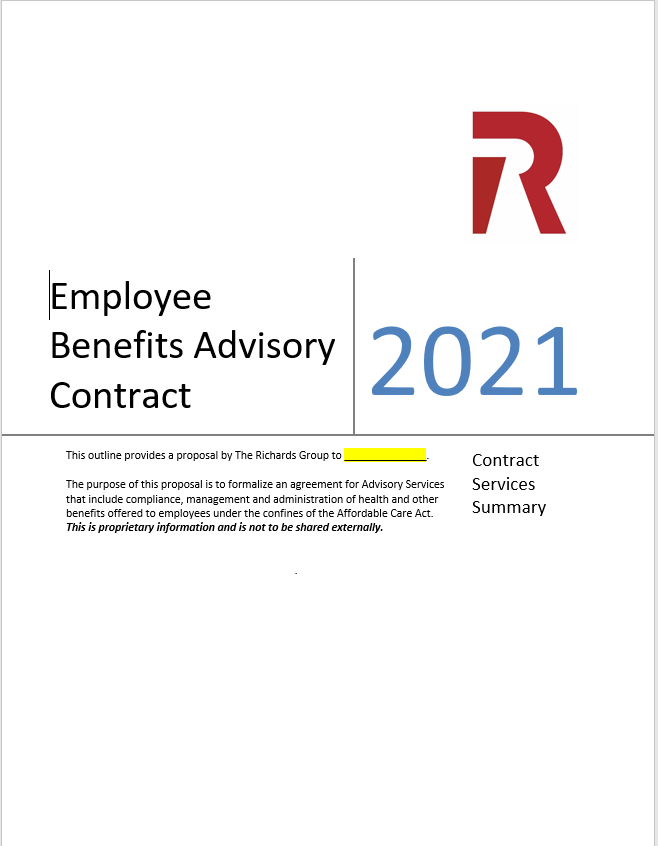 R
Employee
Benefits Advisory
Contract
2021
This outline provides a proposal by The Richards Group to ______________.
The purpose of this proposal is to formalize an agreement for Advisory Services
that include compliance, management and administration of health and other
benefits offered to employees under the confines of the Affordable Care Act.
This is proprietary information and is not to be shared externally.
.
Contract
Services
Summary